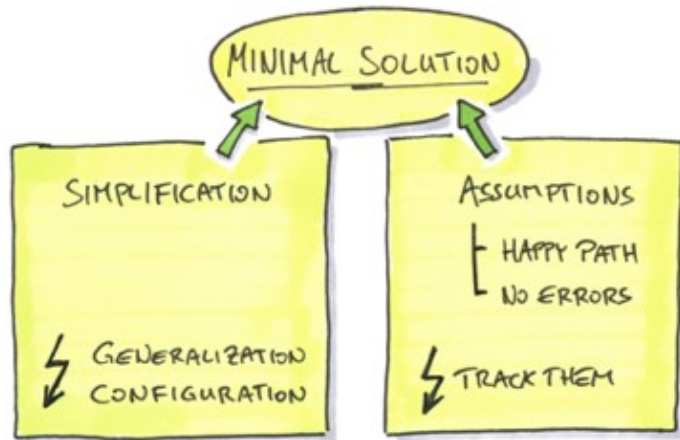 MINIMAL SOLUTION
SIMPLIFICATION
GENERALIZATION
CONFIGURATION
ASSUMPTIONS
HAPPY PATH
NO ERRORS
TRACK THEM